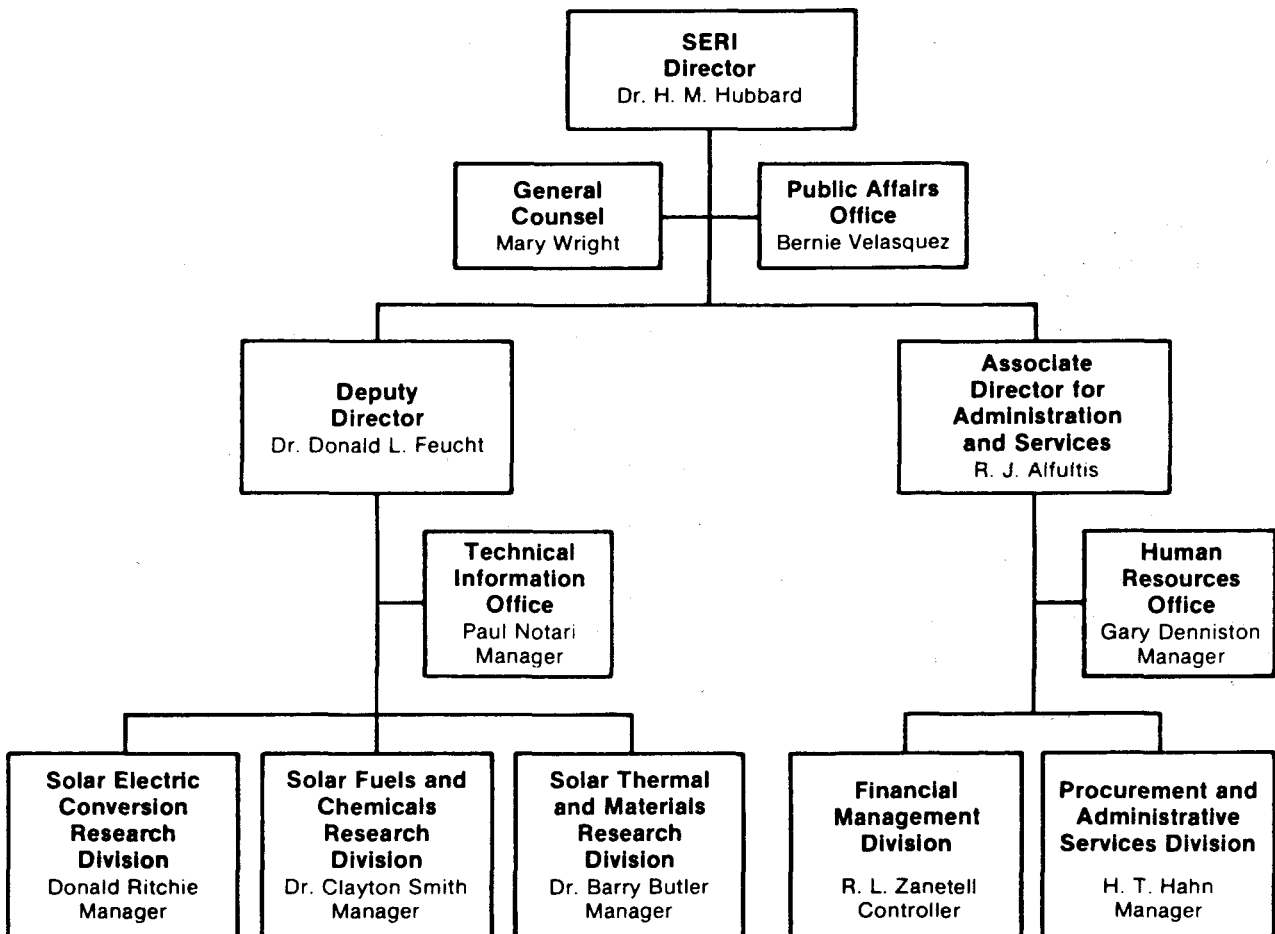 SERI
Director
Dr. H. M. Hubbard
General
Counsel
Mary Wright
Public Affairs
Office
Bernie Velasquez
Deputy
Director
Dr. Donald L. Feucht
Associate
Director for
Administration
and Services
R. J. Alfultis
Technical
Information
Office
Paul Notari
Manager
Human
Resources
Office
Gary Denniston
Manager
Solar Electric
Conversion
Research
Division
Donald Ritchie
Manager
Solar Fuels and
Chemicals
Research
Division
Dr. Clayton Smith
Manager
Solar Thermal
and Materials
Research
Division
Dr. Barry Butler
Manager
Financial
Management
Division
R. L. Zanetell
Controller
Procurement and
Administrative
Services Division
H. T. Hahn
Manager